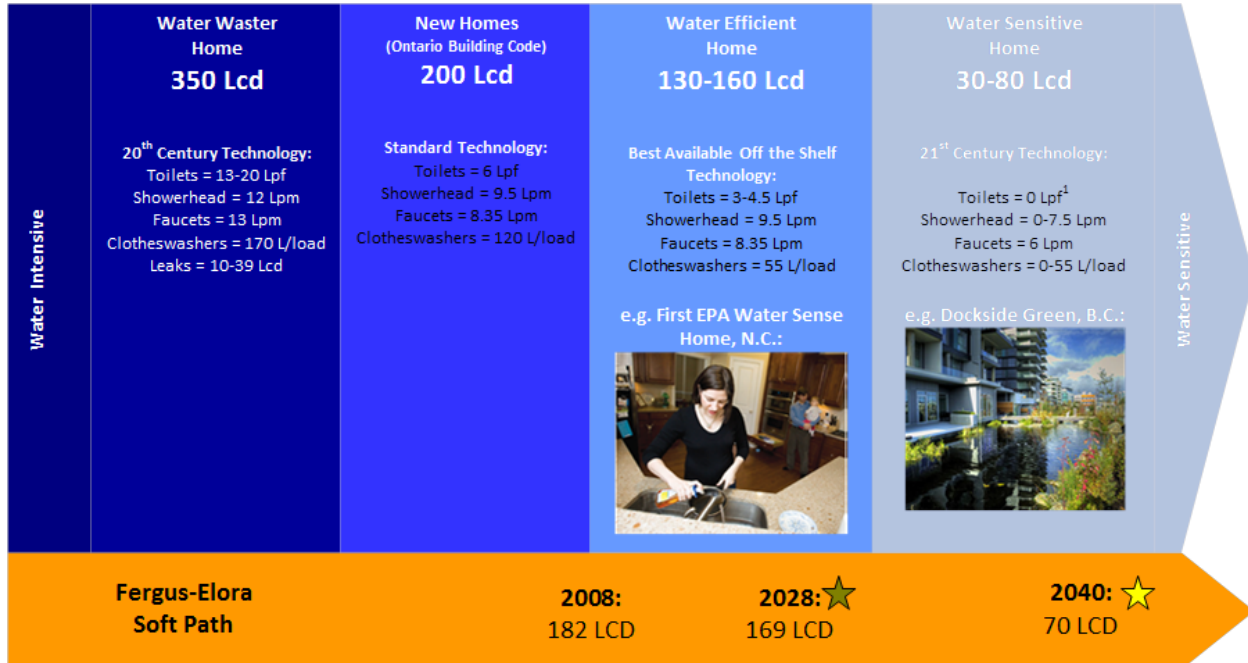 Water Intensive
Water Waster
Home
350 Lcd
20th Century Technology:
Toilets = 13-20 Lpf
Showerhead = 12 Lpm
Faucets = 13 Lpm
Clotheswashers = 170 L/load
Leaks = 10-39 Lcd
New Homes
(Ontario Building Code)
200 Lcd
Standard Technology:
Toilets = 6 Lpf
Showerhead = 9.5 Lpm
Faucets = 8.35 Lpm
Clotheswashers = 120 L/load
Water Efficient
Home
130-160 Lcd
Best Available Off the Shelf
Technology:
Toilets = 3-4.5 Lpf
Showerhead = 9.5 Lpm
Faucets = 8.35 Lpm
Clotheswashers = 55 L/load
e.g. First EPA Water Sense
Home, N.C.:
Water Sensitive
Home
30-80 Lcd
21st Century Technology:
Toilets = 0 Lpf1
Showerhead = 0-7.5 Lpm
Faucets = 6 Lpm
Clotheswashers = 0-55 L/load
e.g. Dockside Green, B.C.:
Water Sensitive
Fergus-Elora
Soft Path
2008:
182 LCD
2028:
169 LCD
2040:
70 LCD